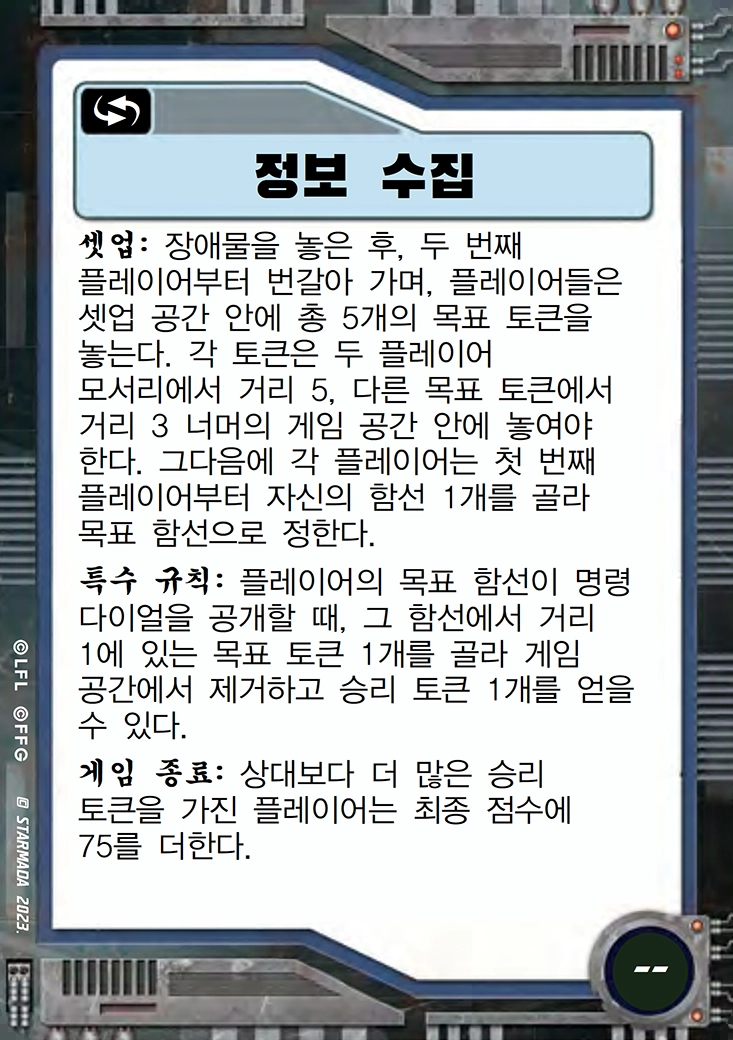 정보 수집
셋업: 장애물을 놓은 후, 두 번째
플레이어부터 번갈아 가며, 플레이어들은
셋업 공간 안에 총 5개의 목표 토큰을
놓는다. 각 토큰은 두 플레이어
모서리에서 거리 5, 다른 목표 토큰에서
거리 3 너머의 게임 공간 안에 놓여야
한다. 그다음에 각 플레이어는 첫 번째
플레이어부터 자신의 함선 1개를 골라
목표 함선으로 정한다.
특수 규칙: 플레이어의 목표 함선이 명령
다이얼을 공개할 때, 그 함선에서 거리
1에 있는 목표 토큰 1개를 골라 게임
공간에서 제거하고 승리 토큰 1개를 얻을
수 있다.
게임 종료: 상대보다 더 많은 승리
토큰을 가진 플레이어는 최종 점수에
75를 더한다.
©LFL ©FFG
STARMADA 2023.
--